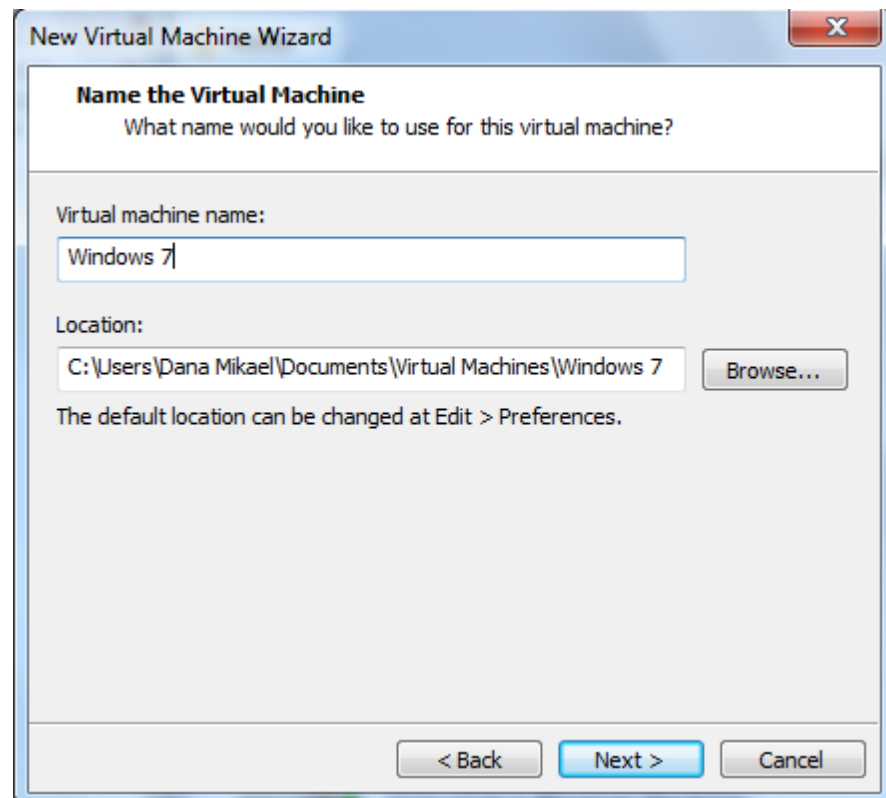 New Virtual Machine Wizard
Name the Virtual Machine
What name would you like to use for this virtual machine?
Virtual machine name:
Windows 7
Location:
C:\Users\Dana Mikael\Documents\Virtual Machines\Windows 7
Browse...
The default location can be changed at Edit > Preferences.
< Back Next > Cancel